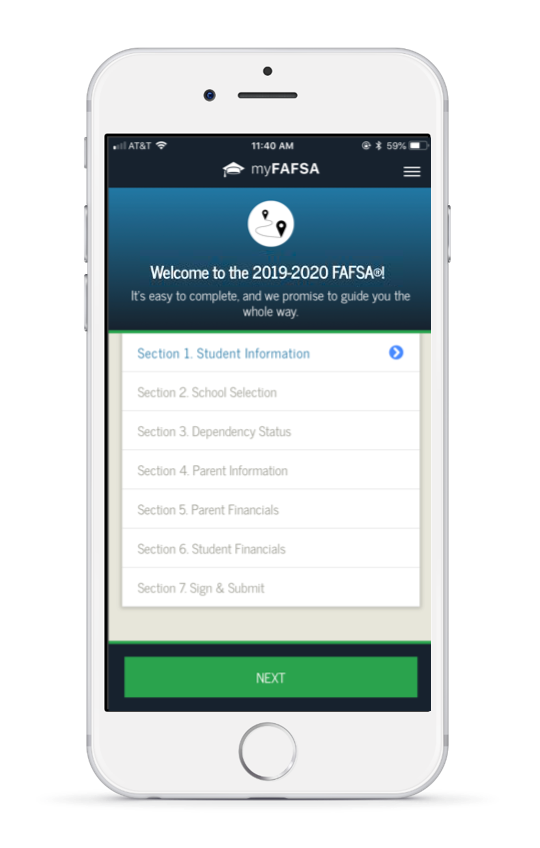 AT&T 11:40 AM 59%
myFAFSA
Welcome to the 2019-2020 FAFSA®!
It's easy to complete, and we promise to guide you the
whole way.
Section 1. Student Information
Section 2. School Selection
Section 3. Dependency Status
Section 4. Parent Information
Section 5. Parent Financials
Section 6. Student Financials
Section 7. Sign & Submit
NEXT